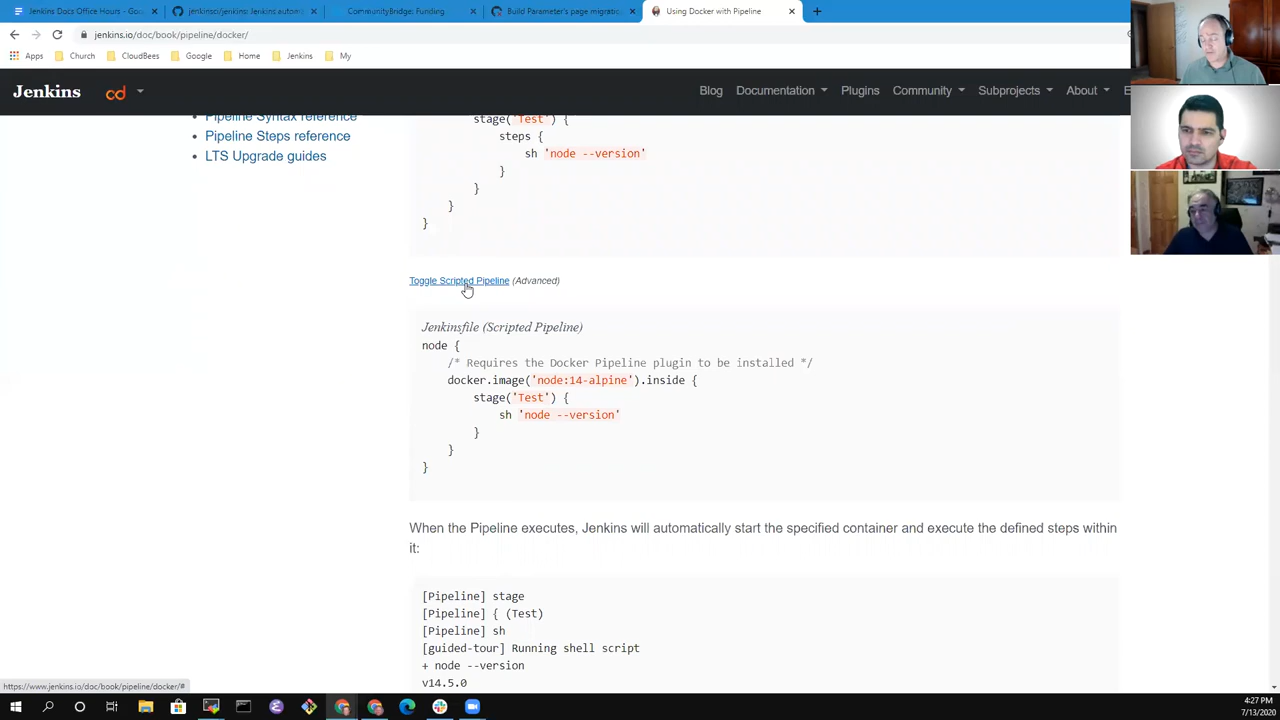 Jenkins Docs Office Hours - Goo
jenkinsci/jenkins: Jenkins autom
CommunityBridge: Funding
Build Parameter's page migratio
Using Docker with Pipeline
jenkins.io/doc/book/pipeline/docker/
Apps
Church
CloudBees
Google
Home
Jenkins
My
Jenkins
cd
Blog
Documentation
Plugins
Community
Subprojects
About
E
Pipeline Syntax reference
Pipeline Steps reference
LTS Upgrade guides
stage('Test') {
steps {
sh 'node --version'
}
}
}
}
Toggle Scripted Pipeline (Advanced)
Jenkinsfile (Scripted Pipeline)
node {
/* Requires the Docker Pipeline plugin to be installed */
docker.image('node:14-alpine').inside {
stage('Test') {
sh 'node --version'
}
}
}
When the Pipeline executes, Jenkins will automatically start the specified container and execute the defined steps within
it:
[Pipeline] stage
[Pipeline] { (Test)
[Pipeline] sh
[guided-tour] Running shell script
+ node --version
v14.5.0
https://www.jenkins.io/doc/book/pipeline/docker/#
4:27 PM
7/13/2020